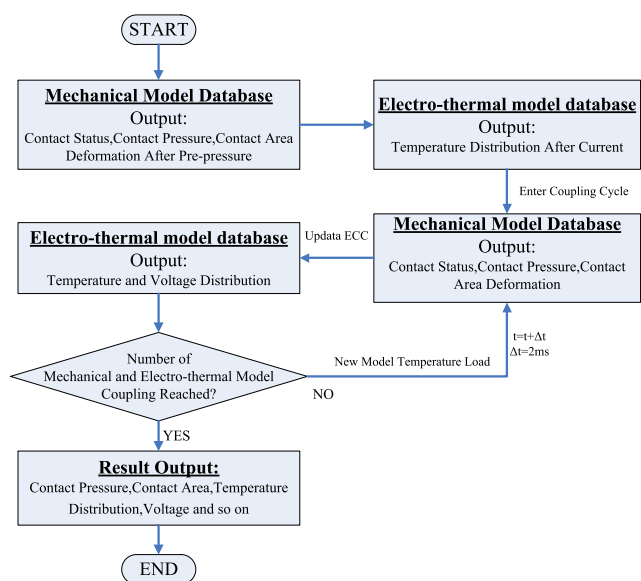 START
Mechanical Model Database
Output:
Contact Status,Contact Pressure,Contact Area
Deformation After Pre-pressure
Electro-thermal model database
Output:
Temperature Distribution After Current
Enter Coupling Cycle
Mechanical Model Database
Output:
Contact Status,Contact Pressure,Contact
Area Deformation
Updata ECC
Electro-thermal model database
Output:
Temperature and Voltage Distribution
Number of
Mechanical and Electro-thermal Model
Coupling Reached?
New Model Temperature Load
NO
t=t+Δt
Δt=2ms
YES
Result Output:
Contact Pressure,Contact Area,Temperature
Distribution,Voltage and so on
END